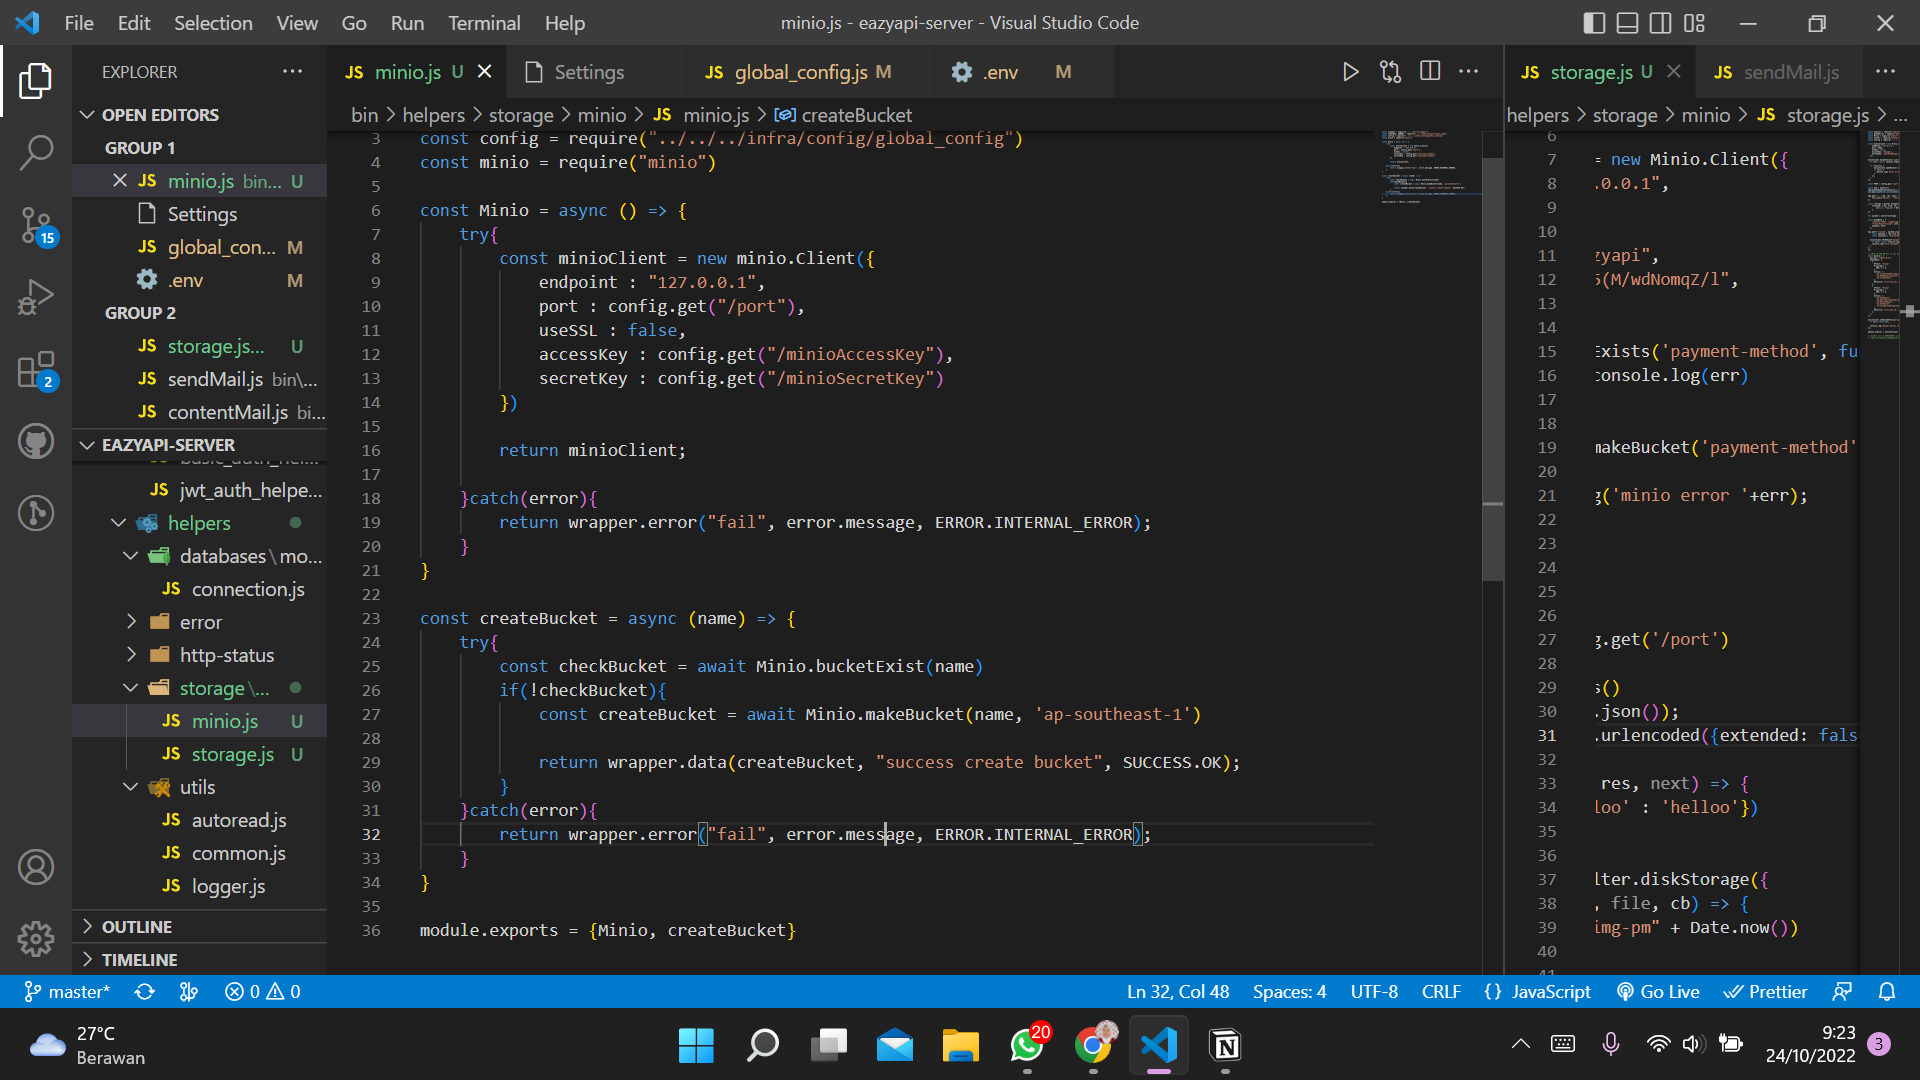 File Edit Selection View Go Run Terminal Help
minio.js - eazyapi-server - Visual Studio Code
EXPLORER
OPEN EDITORS
GROUP 1
JS minio.js bin... U
Settings
JS global_con... M
.env M
GROUP 2
JS storage.js... U
JS sendMail.js bin\...
JS contentMail.js bi...
EAZYAPI-SERVER
JS jwt_auth_helpe...
helpers
databases\mo...
JS connection.js
error
http-status
storage\...
JS minio.js U
JS storage.js U
utils
JS autoread.js
JS common.js
JS logger.js
OUTLINE
TIMELINE
15
2
JS minio.js U
Settings
JS global_config.js M
.env M
bin > helpers > storage > minio > JS minio.js > createBucket
3 const config = require("../../../infra/config/global_config")
4 const minio = require("minio")
5
6 const Minio = async () => {
7 try{
8 const minioClient = new minio.Client({
9 endpoint : "127.0.0.1",
10 port : config.get("/port"),
11 useSSL : false,
12 accessKey : config.get("/minioAccessKey"),
13 secretKey : config.get("/minioSecretKey")
14 })
15
16 return minioClient;
17
18 }catch(error){
19 return wrapper.error("fail", error.message, ERROR.INTERNAL_ERROR);
20 }
21 }
22
23 const createBucket = async (name) => {
24 try{
25 const checkBucket = await Minio.bucketExist(name)
26 if(!checkBucket){
27 const createBucket = await Minio.makeBucket(name, 'ap-southeast-1')
28
29 return wrapper.data(createBucket, "success create bucket", SUCCESS.OK);
30 }
31 }catch(error){
32 return wrapper.error("fail", error.message, ERROR.INTERNAL_ERROR);
33 }
34 }
35
36 module.exports = {Minio, createBucket}
JS storage.js U
JS sendMail.js
helpers > storage > minio > JS storage.js > ...
6
7 = new Minio.Client({
8 .0.0.1",
9
10
11 zyapi",
12 5(M/wdNomqZ/l",
13
14
15 Exists('payment-method', fu
16 console.log(err)
17
18
19 makeBucket('payment-method'
20
21 g('minio error '+err);
22
23
24
25
26
27 g.get('/port')
28
29 s()
30 .json());
31 .urlencoded({extended: fals
32
33 res, next) => {
34 loo' : 'helloo'})
35
36
37 lter.diskStorage({
38 , file, cb) => {
39 img-pm" + Date.now())
40
41
master* 0 0
Ln 32, Col 48 Spaces: 4 UTF-8 CRLF {} JavaScript Go Live Prettier
27°C
Berawan
20
9:23
24/10/2022
3